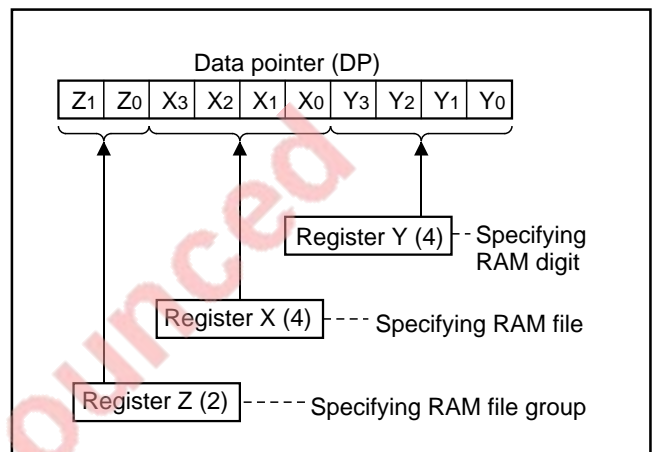 Data pointer (DP)
Z1 Z0 X3 X2 X1 X0 Y3 Y2 Y1 Y0
Register Y (4)
Specifying
RAM digit
Register X (4)
Specifying RAM file
Register Z (2)
Specifying RAM file group
ounced